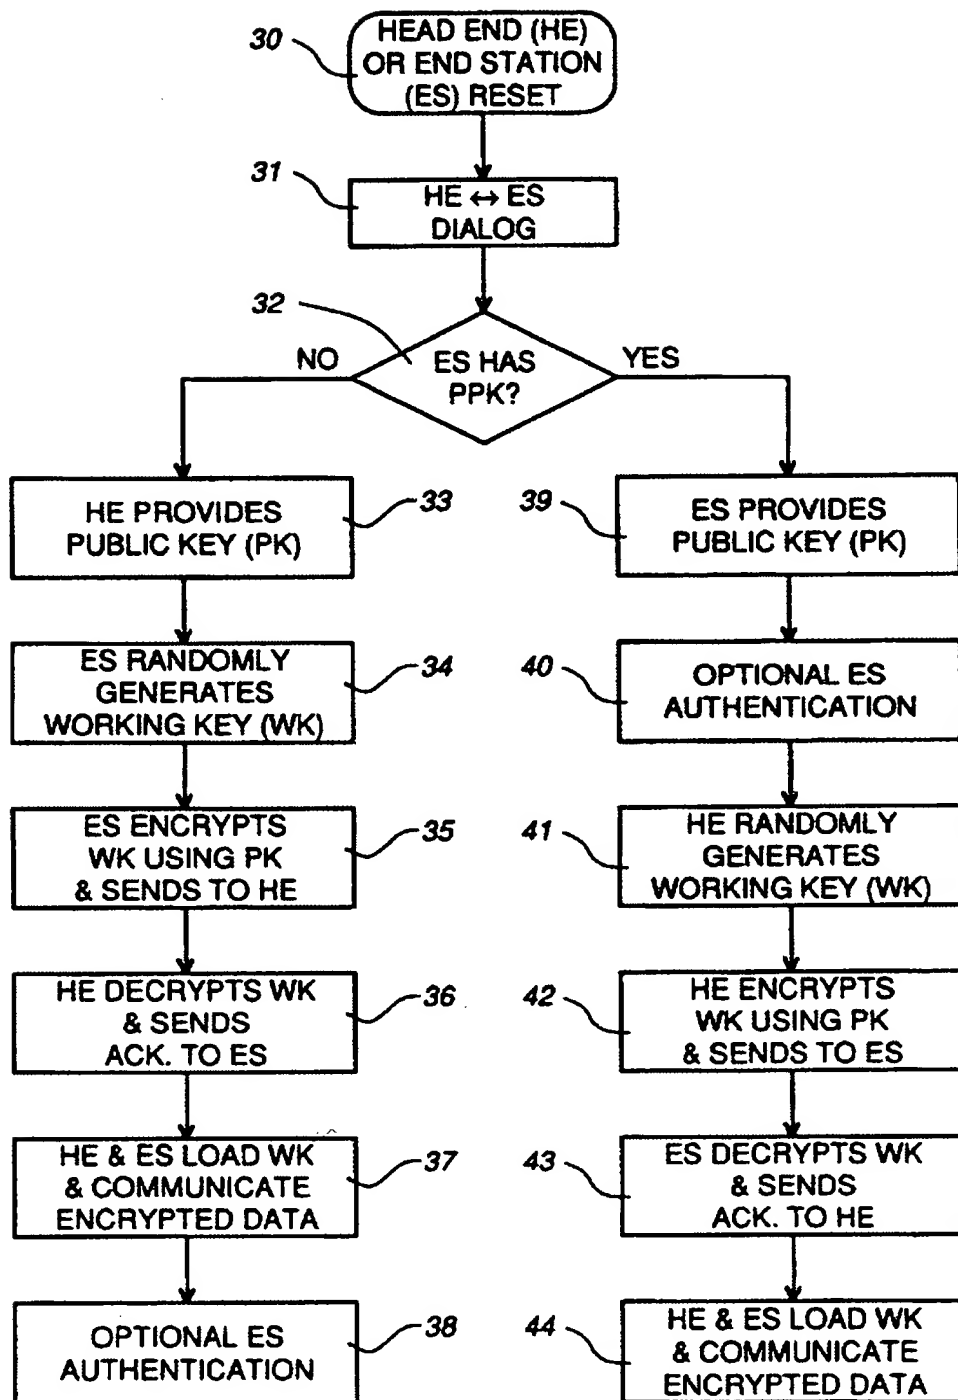 30
HEAD END (HE)
OR END STATION
(ES) RESET
31
HE ↔ ES
DIALOG
32
NO
ES HAS
PPK?
YES
HE PROVIDES
PUBLIC KEY (PK)
33
ES RANDOMLY
GENERATES
WORKING KEY (WK)
34
ES ENCRYPTS
WK USING PK
& SENDS TO HE
35
HE DECRYPTS WK
& SENDS
ACK. TO ES
36
HE & ES LOAD WK
& COMMUNICATE
ENCRYPTED DATA
37
OPTIONAL ES
AUTHENTICATION
38
39
ES PROVIDES
PUBLIC KEY (PK)
40
OPTIONAL ES
AUTHENTICATION
41
HE RANDOMLY
GENERATES
WORKING KEY (WK)
42
HE ENCRYPTS
WK USING PK
& SENDS TO ES
43
ES DECRYPTS WK
& SENDS
ACK. TO HE
44
HE & ES LOAD WK
& COMMUNICATE
ENCRYPTED DATA